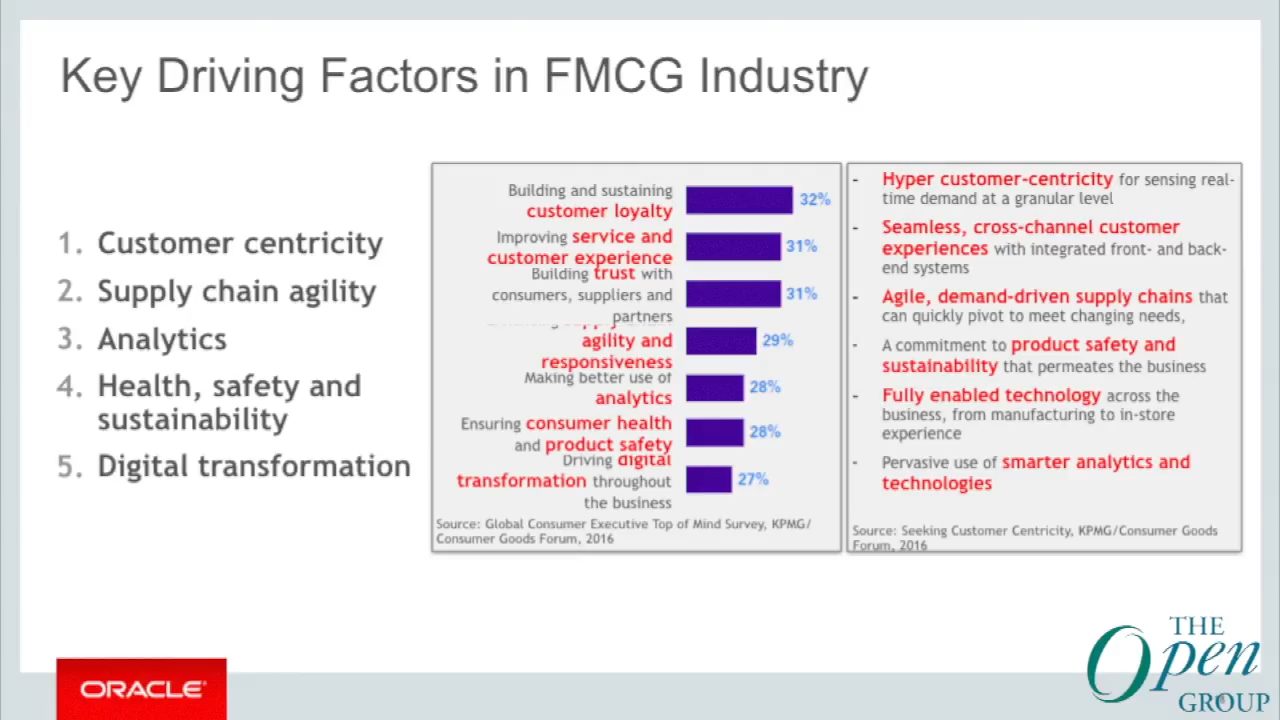 Key Driving Factors in FMCG Industry
1. Customer centricity
2. Supply chain agility
3. Analytics
4. Health, safety and
sustainability
5. Digital transformation
Building and sustaining
customer loyalty
32%
Improving service and
customer experience
31%
Building trust with
consumers, suppliers and
partners
31%
agility and
responsiveness
29%
Making better use of
analytics
28%
Ensuring consumer health
and product safety
28%
Driving digital
transformation throughout
the business
27%
Source: Global Consumer Executive Top of Mind Survey, KPMG/
Consumer Goods Forum, 2016
- Hyper customer-centricity for sensing real-
time demand at a granular level
- Seamless, cross-channel customer
experiences with integrated front- and back-
end systems
- Agile, demand-driven supply chains that
can quickly pivot to meet changing needs,
- A commitment to product safety and
sustainability that permeates the business
- Fully enabled technology across the
business, from manufacturing to in-store
experience
- Pervasive use of smarter analytics and
technologies
Source: Seeking Customer Centricity, KPMG/Consumer Goods
Forum, 2016
ORACLE
THE
Open
GROUP